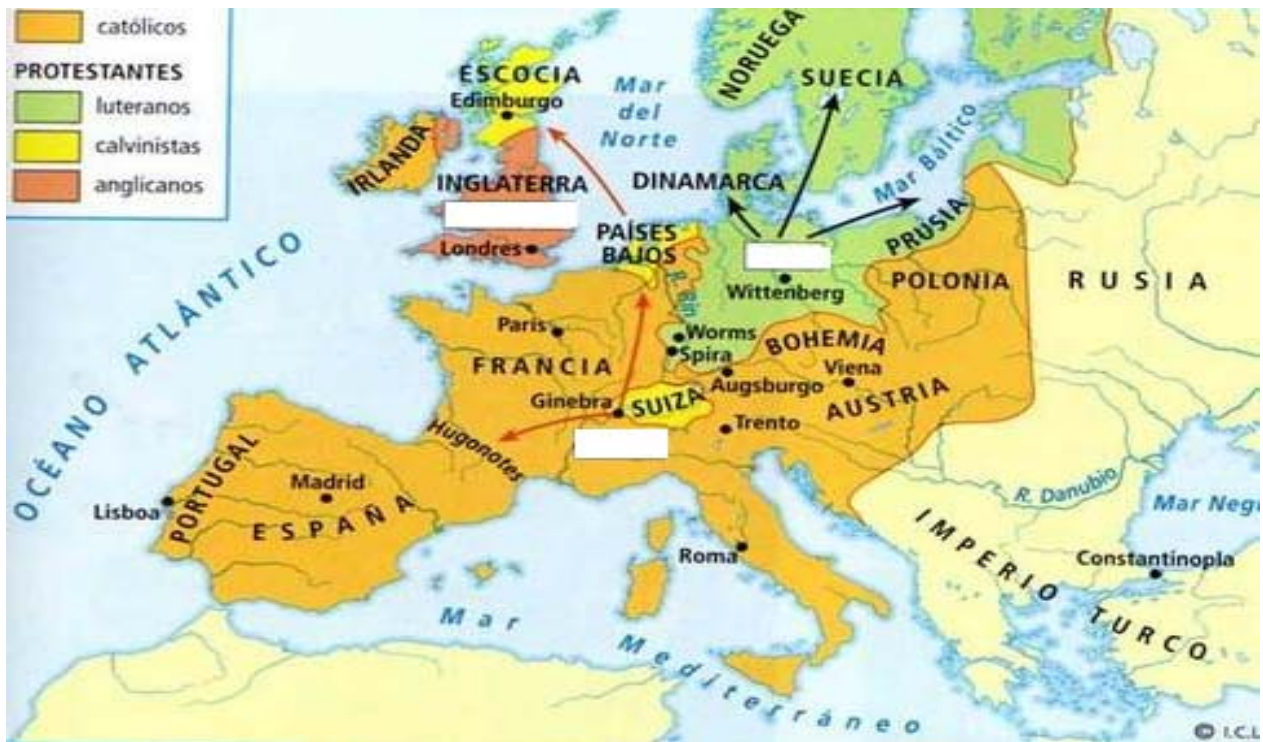 católicos
PROTESTANTES
luteranos
calvinistas
anglicanos
ESCOCIA
Edimburgo
Mar
del
Norte
NORUEGA
SUECIA
IRLANDA
INGLATERRA
Londres
DINAMARCA
Mar Báltico
PAÍSES
BAJOS
R. Rin
Wittenberg
PRUSIA
POLONIA
RUSIA
OCÉANO ATLÁNTICO
París
FRANCIA
Worms
Spira
BOHEMIA
Augsburgo
Viena
AUSTRIA
Ginebra
SUIZA
Trento
Hugonotes
PORTUGAL
Lisboa
Madrid
ESPAÑA
Roma
R. Danubio
Mar Neg
IMPERIO TURCO
Constantinopla
Mar Mediterráneo
© I.C.L